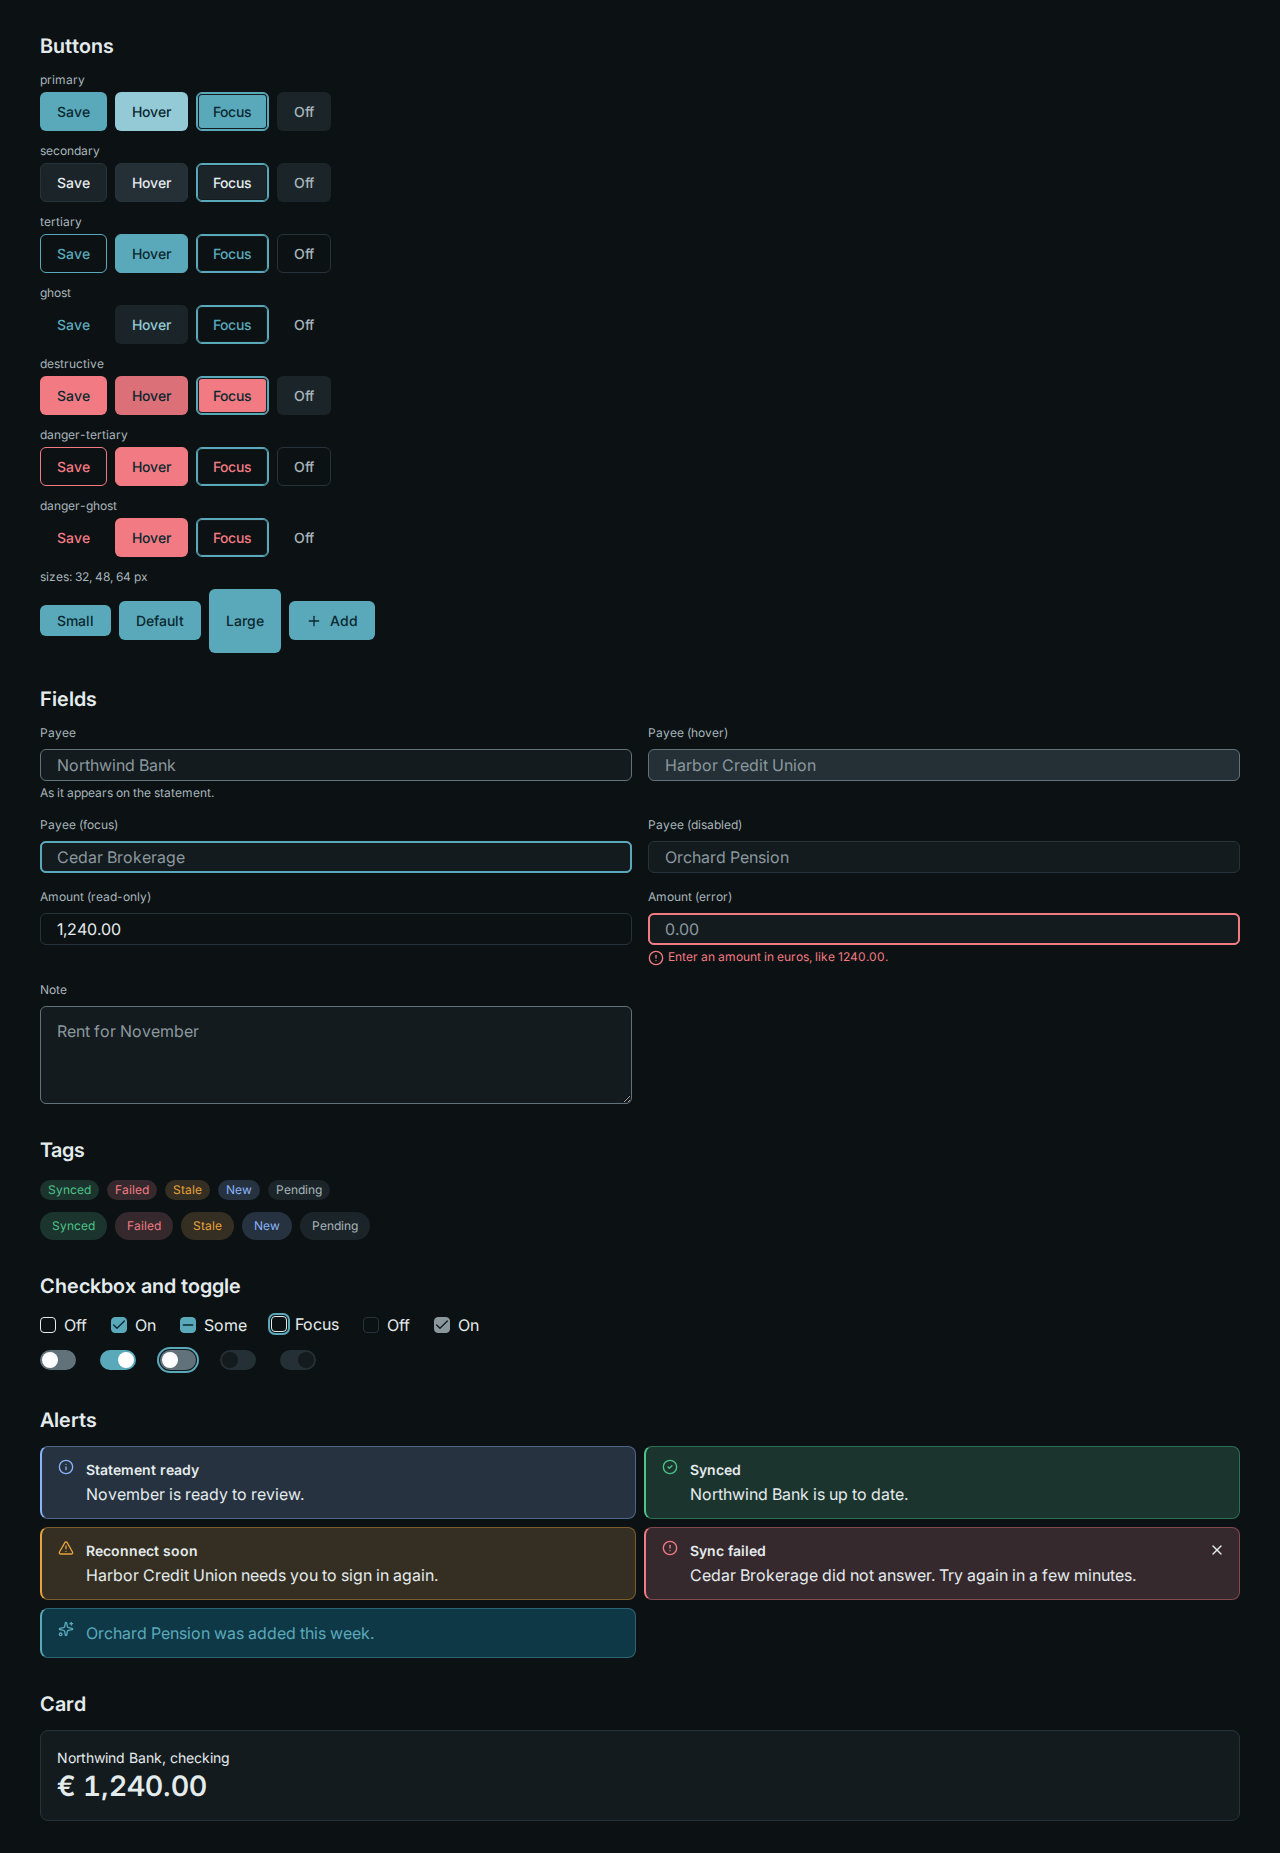 Buttons
primary
Save Hover Focus Off
secondary
Save Hover Focus Off
tertiary
Save Hover Focus Off
ghost
Save Hover Focus Off
destructive
Save Hover Focus Off
danger-tertiary
Save Hover Focus Off
danger-ghost
Save Hover Focus Off
sizes: 32, 48, 64 px
Small Default Large Add
Fields
Payee Payee (hover)
Northwind Bank Harbor Credit Union
As it appears on the statement.
Payee (focus) Payee (disabled)
Cedar Brokerage Orchard Pension
Amount (read-only) Amount (error)
1,240.00 0.00
Enter an amount in euros, like 1240.00.
Note
Rent for November
Tags
Synced Failed Stale New Pending
Synced Failed Stale New Pending
Checkbox and toggle
Off On Some Focus Off On
Alerts
Statement ready
November is ready to review.
Synced
Northwind Bank is up to date.
Reconnect soon
Harbor Credit Union needs you to sign in again.
Sync failed
Cedar Brokerage did not answer. Try again in a few minutes.
Orchard Pension was added this week.
Card
Northwind Bank, checking
€ 1,240.00